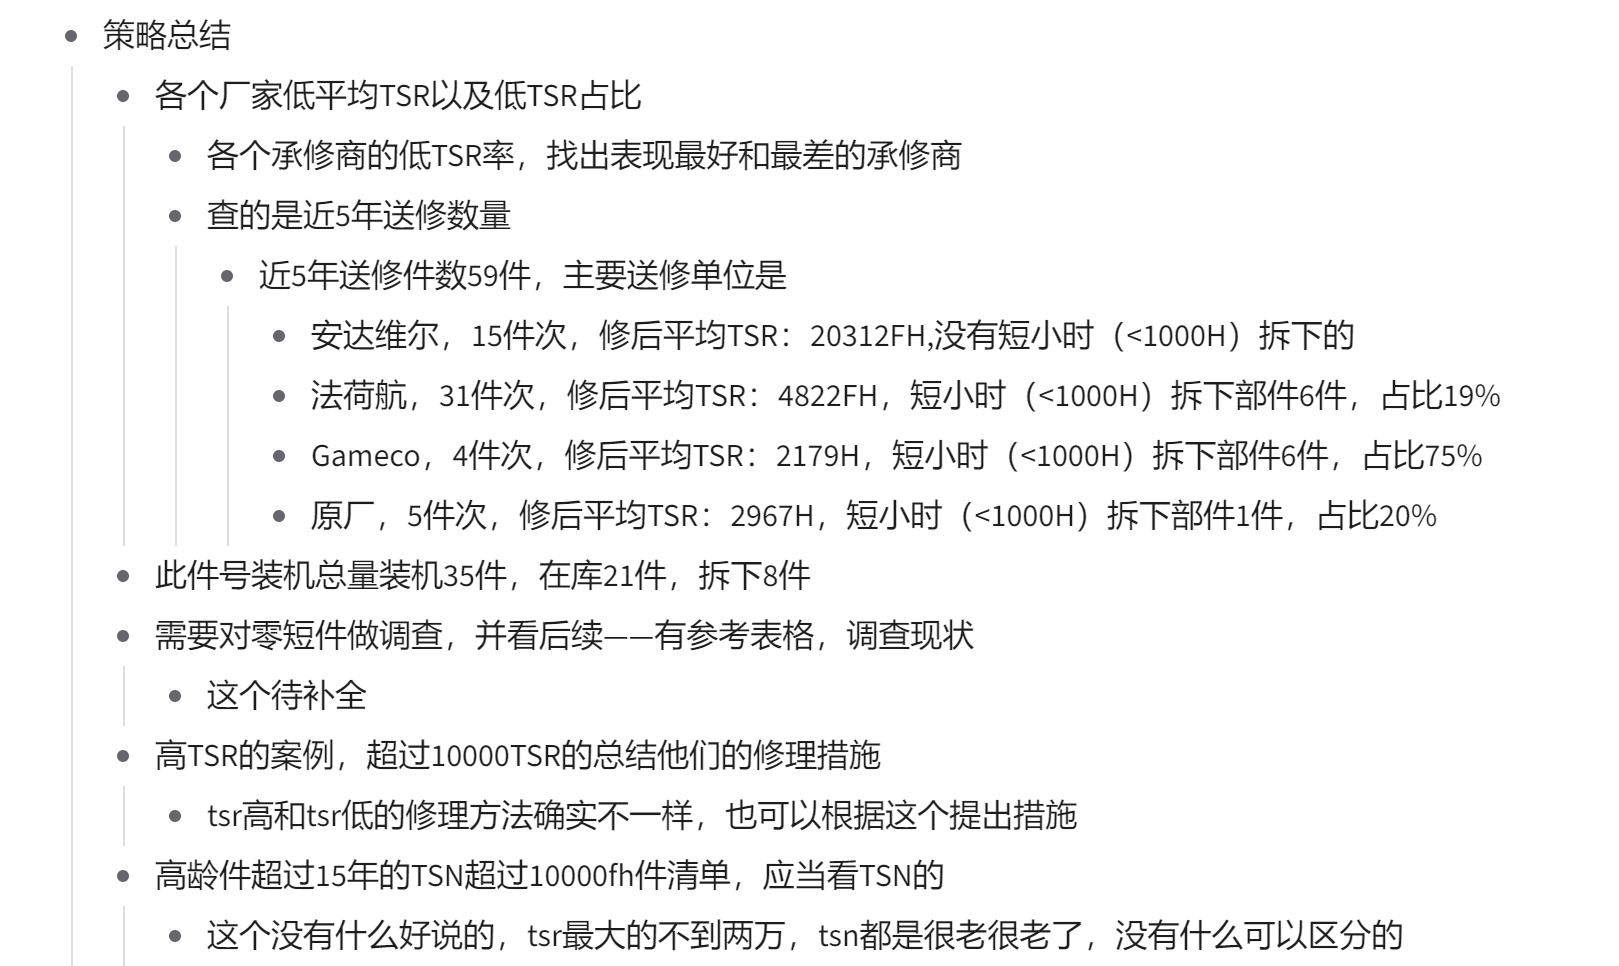 策略总结
各个厂家低平均TSR以及低TSR占比
各个承修商的低TSR率，找出表现最好和最差的承修商
查的是近5年送修数量
近5年送修件数59件，主要送修单位是
安达维尔，15件次，修后平均TSR：20312FH,没有短小时（<1000H）拆下的
法荷航，31件次，修后平均TSR：4822FH，短小时（<1000H）拆下部件6件，占比19%
Gameco，4件次，修后平均TSR：2179H，短小时（<1000H）拆下部件6件，占比75%
原厂，5件次，修后平均TSR：2967H，短小时（<1000H）拆下部件1件，占比20%
此件号装机总量装机35件，在库21件，拆下8件
需要对零短件做调查，并看后续——有参考表格，调查现状
这个待补全
高TSR的案例，超过10000TSR的总结他们的修理措施
tsr高和tsr低的修理方法确实不一样，也可以根据这个提出措施
高龄件超过15年的TSN超过10000fh件清单，应当看TSN的
这个没有什么好说的，tsr最大的不到两万，tsn都是很老很老了，没有什么可以区分的